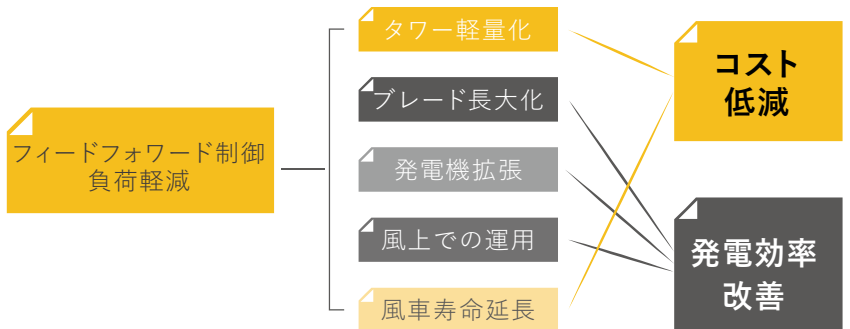 フィードフォワード制御
負荷軽減
タワー軽量化
ブレード長大化
発電機拡張
風上での運用
風車寿命延長
コスト
低減
発電効率
改善